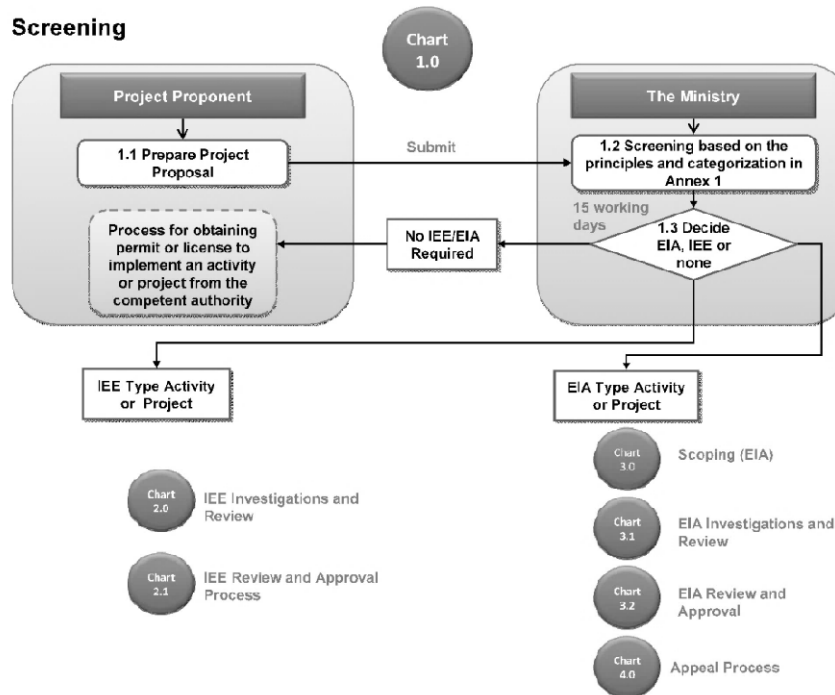 Screening
Chart
1.0
Project Proponent
The Ministry
1.1 Prepare Project
Proposal
Submit
1.2 Screening based on the
principles and categorization in
Annex 1
15 working
days
1.3 Decide
EIA, IEE or
none
No IEE/EIA
Required
Process for obtaining
permit or license to
implement an activity
or project from the
competent authority
IEE Type Activity
or Project
EIA Type Activity
or Project
Chart
2.0
IEE Investigations and
Review
Chart
2.1
IEE Review and Approval
Process
Chart
3.0
Scoping (EIA)
Chart
3.1
EIA Investigations and
Review
Chart
3.2
EIA Review and
Approval
Chart
4.0
Appeal Process